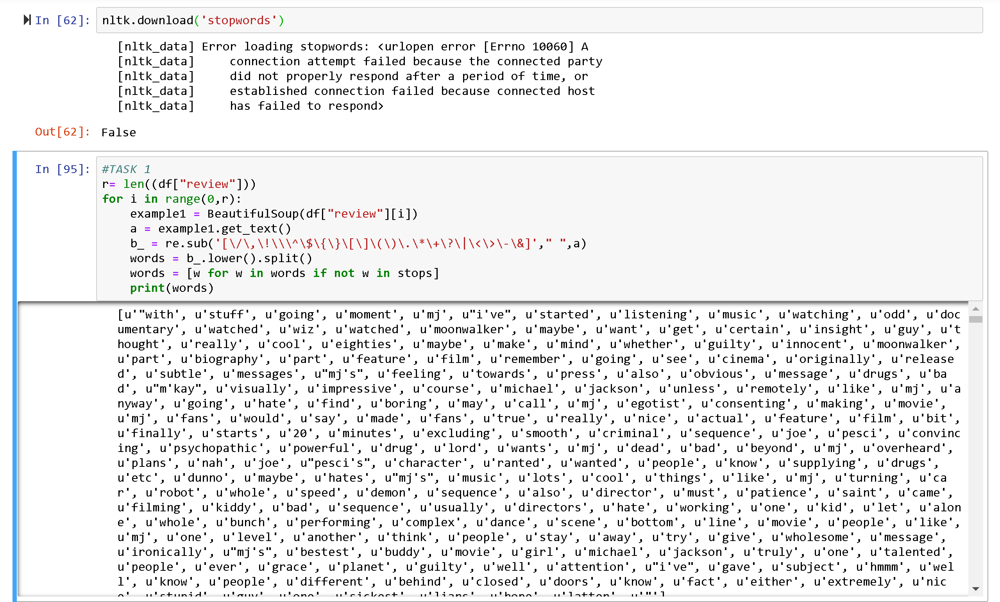 In [62]: nltk.download('stopwords')
[nltk_data] Error loading stopwords: <urlopen error [Errno 10060] A
[nltk_data]     connection attempt failed because the connected party
[nltk_data]     did not properly respond after a period of time, or
[nltk_data]     established connection failed because connected host
[nltk_data]     has failed to respond>
Out[62]: False
In [95]: #TASK 1
r= len((df["review"]))
for i in range(0,r):
    example1 = BeautifulSoup(df["review"][i])
    a = example1.get_text()
    b_ = re.sub('[\/\,\!\\\^\$\{\}\[\]\(\)\.\*\+\?\|\<\>\-\&]'," ",a)
    words = b_.lower().split()
    words = [w for w in words if not w in stops]
    print(words)
[u'"with', u'stuff', u'going', u'moment', u'mj', u"i've", u'started', u'listening', u'music', u'watching', u'odd', u'doc
umentary', u'watched', u'wiz', u'watched', u'moonwalker', u'maybe', u'want', u'get', u'certain', u'insight', u'guy', u't
hought', u'really', u'cool', u'eighties', u'maybe', u'make', u'mind', u'whether', u'guilty', u'innocent', u'moonwalker',
u'part', u'biography', u'part', u'feature', u'film', u'remember', u'going', u'see', u'cinema', u'originally', u'release
d', u'subtle', u'messages', u"mj's", u'feeling', u'towards', u'press', u'also', u'obvious', u'message', u'drugs', u'ba
d', u"m'kay", u'visually', u'impressive', u'course', u'michael', u'jackson', u'unless', u'remotely', u'like', u'mj', u'a
nyway', u'going', u'hate', u'find', u'boring', u'may', u'call', u'mj', u'egotist', u'consenting', u'making', u'movie',
u'mj', u'fans', u'would', u'say', u'made', u'fans', u'true', u'really', u'nice', u'actual', u'feature', u'film', u'bit',
u'finally', u'starts', u'20', u'minutes', u'excluding', u'smooth', u'criminal', u'sequence', u'joe', u'pesci', u'convinc
ing', u'psychopathic', u'powerful', u'drug', u'lord', u'wants', u'mj', u'dead', u'bad', u'beyond', u'mj', u'overheard',
u'plans', u'nah', u'joe', u"pesci's", u'character', u'ranted', u'wanted', u'people', u'know', u'supplying', u'drugs',
u'etc', u'dunno', u'maybe', u'hates', u"mj's", u'music', u'lots', u'cool', u'things', u'like', u'mj', u'turning', u'ca
r', u'robot', u'whole', u'speed', u'demon', u'sequence', u'also', u'director', u'must', u'patience', u'saint', u'came',
u'filming', u'kiddy', u'bad', u'sequence', u'usually', u'directors', u'hate', u'working', u'one', u'kid', u'let', u'alon
e', u'whole', u'bunch', u'performing', u'complex', u'dance', u'scene', u'bottom', u'line', u'movie', u'people', u'like',
u'mj', u'one', u'level', u'another', u'think', u'people', u'stay', u'away', u'try', u'give', u'wholesome', u'message',
u'ironically', u"mj's", u'bestest', u'buddy', u'movie', u'girl', u'michael', u'jackson', u'truly', u'one', u'talented',
u'people', u'ever', u'grace', u'planet', u'guilty', u'well', u'attention', u"i've", u'gave', u'subject', u'hmmm', u'wel
l', u'know', u'people', u'different', u'behind', u'closed', u'doors', u'know', u'fact', u'either', u'extremely', u'nic
e', u'stupid', u'guy', u'one', u'sickest', u'liars', u'hope', u'latter', u'"']